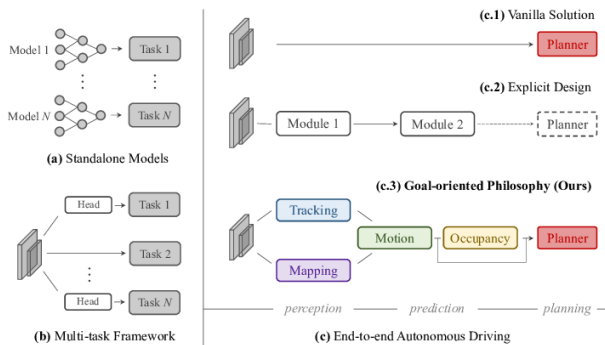 Model 1
Task 1
Model N
Task N
(a) Standalone Models
Head
Task 1
Task 2
Head
Task N
(b) Multi-task Framework
(c.1) Vanilla Solution
Planner
(c.2) Explicit Design
Module 1
Module 2
Planner
(c.3) Goal-oriented Philosophy (Ours)
Tracking
Motion
Occupancy
Planner
Mapping
perception
prediction
planning
(c) End-to-end Autonomous Driving